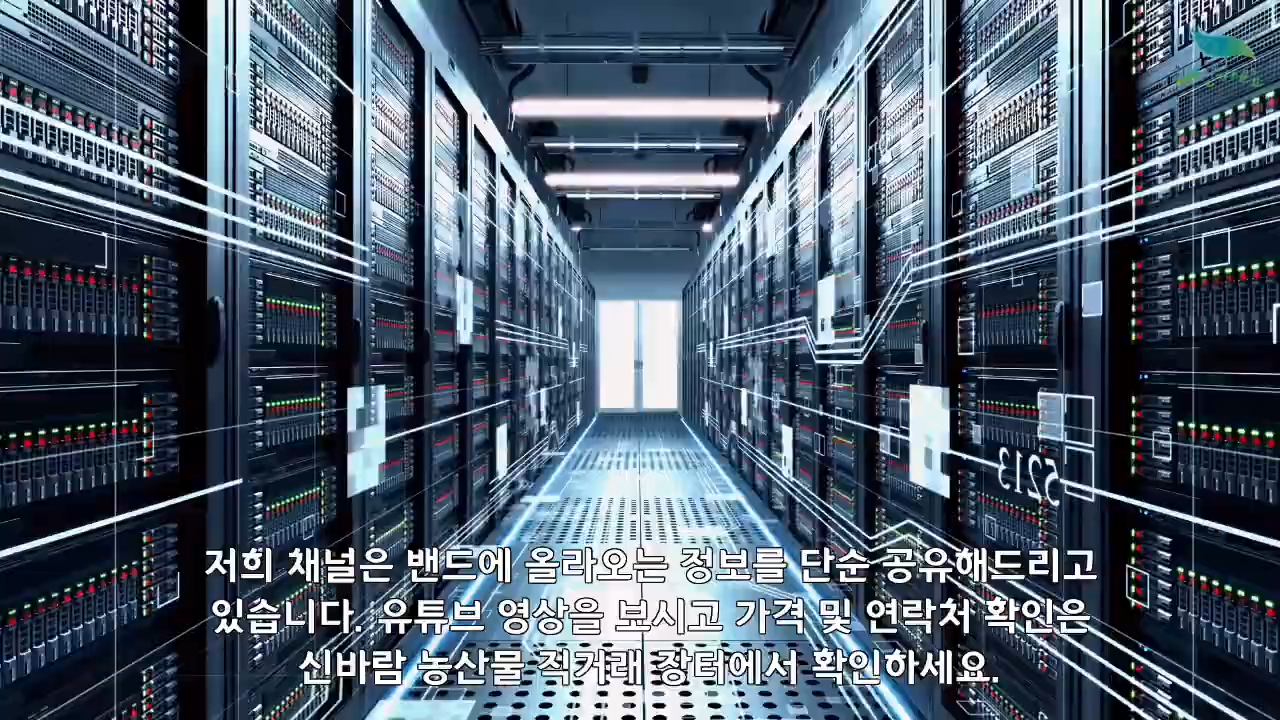 저희 채널은 밴드에 올라오는 정보를 단순 공유해드리고
있습니다. 유튜브 영상을 보시고 가격 및 연락처 확인은
신바람 농산물 직거래 장터에서 확인하세요.
5213